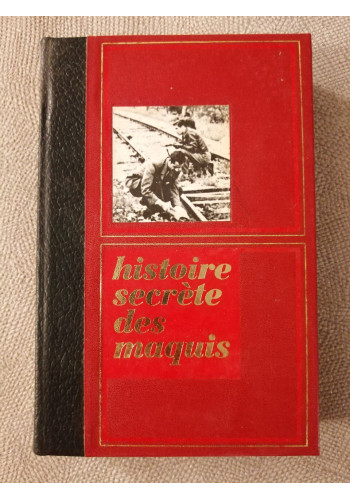 histoire
secrète
des
maquis